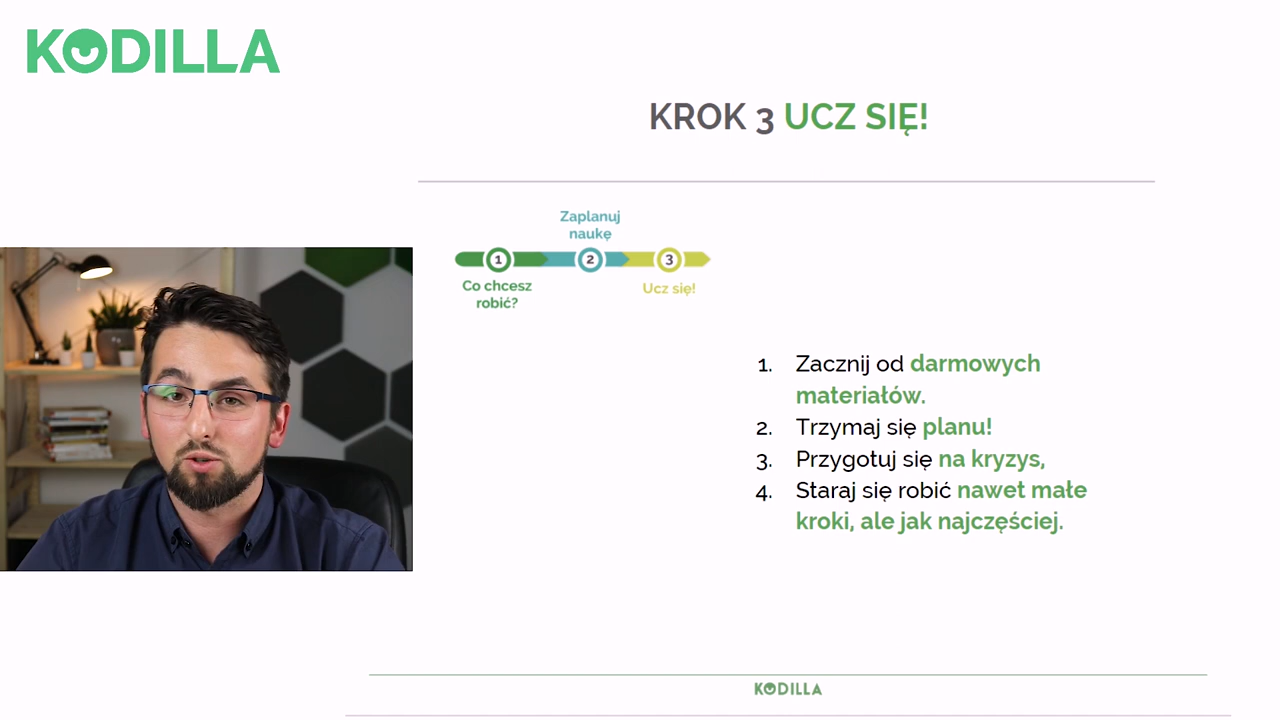 KODILLA
KROK 3 UCZ SIĘ!
Zaplanuj
naukę
1 2 3
Co chcesz
robić?
Ucz się!
1. Zacznij od darmowych
materiałów.
2. Trzymaj się planu!
3. Przygotuj się na kryzys,
4. Staraj się robić nawet małe
kroki, ale jak najczęściej.
KODILLA